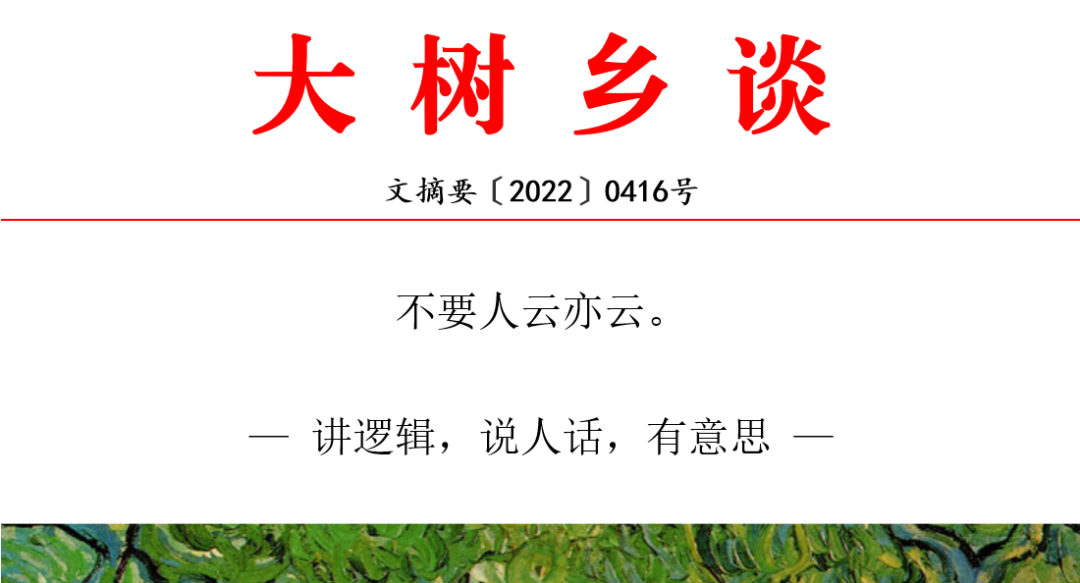 大树乡谈
文摘要〔2022〕0416号
不要人云亦云。
— 讲逻辑，说人话，有意思 —